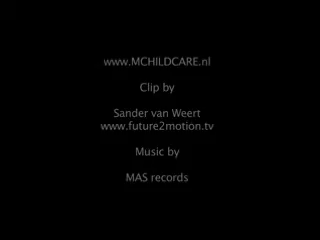 www.MCHILDCARE.nl
Clip by
Sander van Weert
www.future2motion.tv
Music by
MAS records